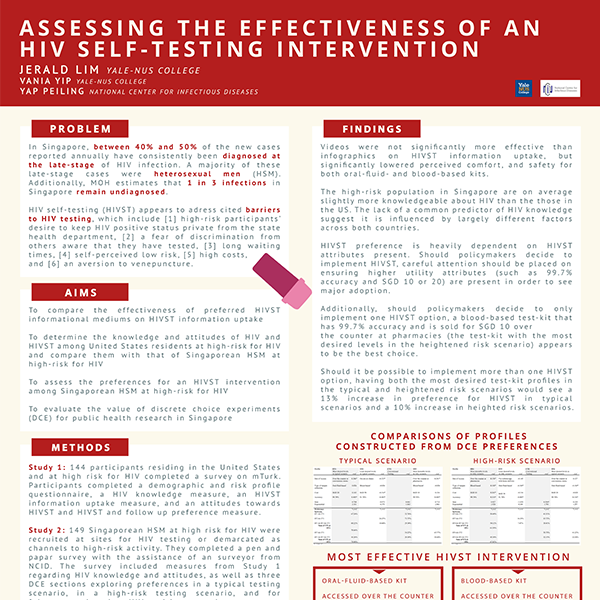 ASSESSING THE EFFECTIVENESS OF AN
HIV SELF-TESTING INTERVENTION
JERALD LIM YALE-NUS COLLEGE
VANIA YIP YALE-NUS COLLEGE
YAP PEILING NATIONAL CENTER FOR INFECTIOUS DISEASES
Yale
NUS
College
PROBLEM
In Singapore, between 40% and 50% of the new cases
reported annually have consistently been diagnosed at
the late-stage of HIV infection. A majority of these
late-stage cases were heterosexual men (HSM).
Additionally, MOH estimates that 1 in 3 infections in
Singapore remain undiagnosed.
HIV self-testing (HIVST) appears to adress cited barriers
to HIV testing, which include [1] high-risk participants'
desire to keep HIV positive status private from the state
health department, [2] a fear of discrimination from
others aware that they have tested, [3] long waiting
times, [4] self-perceived low risk, [5] high costs,
and [6] an aversion to venepuncture.
AIMS
To compare the effectiveness of preferred HIVST
informational mediums on HIVST information uptake
To determine the knowledge and attitudes of HIV and
HIVST among United States residents at high-risk for HIV
and compare them with that of Singaporean HSM at
high-risk for HIV
To assess the preferences for an HIVST intervention
among Singaporean HSM at high-risk for HIV
To evaluate the value of discrete choice experiments
(DCE) for public health research in Singapore
METHODS
Study 1: 144 participants residing in the United States
and at high risk for HIV completed a survey on mTurk.
Participants completed a demographic and risk profile
questionnaire, a HIV knowledge measure, an HIVST
information uptake measure, and an attitudes towards
HIVST and HIVST and follow up preference measure.
Study 2: 149 Singaporean HSM at high risk for HIV were
recruited at sites for HIV testing or demarcated as
channels to high-risk activity. They completed a pen and
papar survey with the assistance of an surveyor from
NCID. The survey included measures from Study 1
regarding HIV knowledge and attitudes, as well as three
DCE sections exploring preferences in a typical testing
scenario, in a high-risk testing scenario, and for
FINDINGS
Videos were not significantly more effective than
infographics on HIVST information uptake, but
significantly lowered perceived comfort, and safety for
both oral-fluid- and blood-based kits.
The high-risk population in Singapore are on average
slightly more knowledgeable about HIV than the those in
the US. The lack of a common predictor of HIV knowledge
suggest it is influenced by largely different factors
across both countries.
HIVST preference is heavily dependent on HIVST
attributes present. Should policymakers decide to
implement HIVST, careful attention should be placed on
ensuring higher utility attributes (such as 99.7%
accuracy and SGD 10 or 20) are present in order to see
major adoption.
Additionally, should policymakers decide to only
implement one HIVST option, a blood-based test-kit that
has 99.7% accuracy and is sold for SGD 10 over
the counter at pharmacies (the test-kit with the most
desired levels in the heightened risk scenario) appears
to be the best choice.
Should it be possible to implement more than one HIVST
option, having both the most desired test-kit profiles in
the typical and heightened risk scenarios would see a
13% increase in preference for HIVST in typical
scenarios and a 10% increase in heighted risk scenarios.
COMPARISONS OF PROFILES
CONSTRUCTED FROM DCE PREFERENCES
TYPICAL SCENARIO
HIGH-RISK SCENARIO
MOST EFFECTIVE HIVST INTERVENTION
ORAL-FLUID-BASED KIT
ACCESSED OVER THE COUNTER
BLOOD-BASED KIT
ACCESSED OVER THE COUNTER